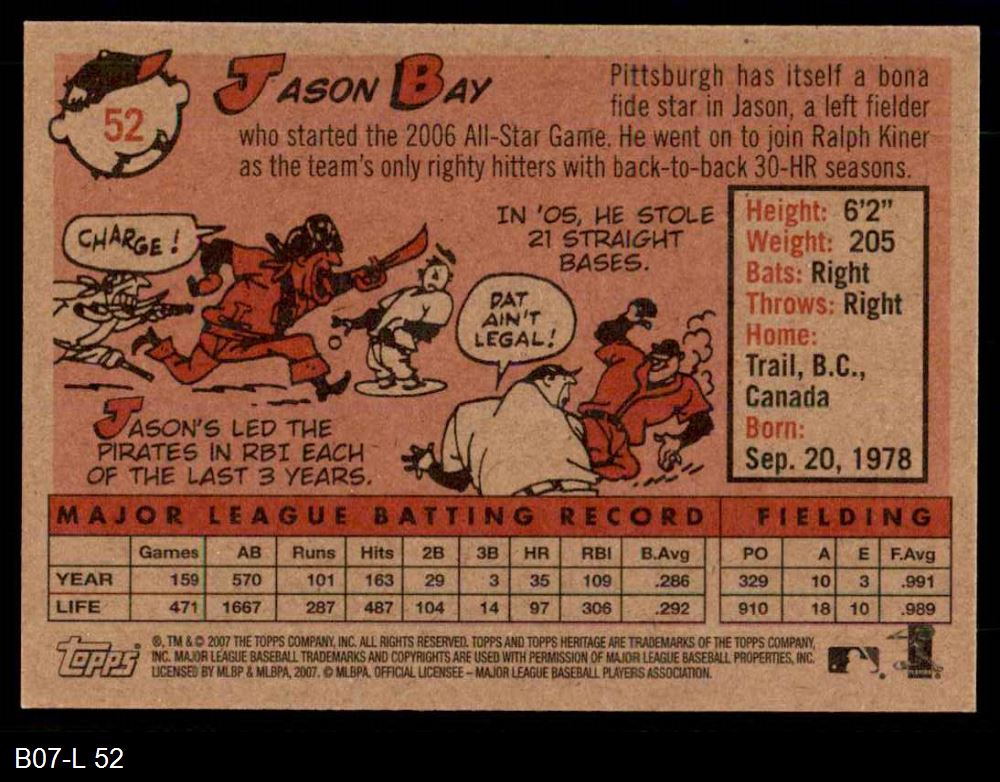 52
JASON BAY
Pittsburgh has itself a bona
fide star in Jason, a left fielder
who started the 2006 All-Star Game. He went on to join Ralph Kiner
as the team's only righty hitters with back-to-back 30-HR seasons.
CHARGE!
IN '05, HE STOLE
21 STRAIGHT
BASES.
DAT
AIN'T
LEGAL!
JASON'S LED THE
PIRATES IN RBI EACH
OF THE LAST 3 YEARS.
Height: 6'2"
Weight: 205
Bats: Right
Throws: Right
Home:
Trail, B.C.,
Canada
Born:
Sep. 20, 1978
MAJOR LEAGUE BATTING RECORD FIELDING
Games AB Runs Hits 2B 3B HR RBI B.Avg PO A E F.Avg
YEAR 159 570 101 163 29 3 35 109 .286 329 10 3 .991
LIFE 471 1667 287 487 104 14 97 306 .292 910 18 10 .989
Topps
®, TM & © 2007 THE TOPPS COMPANY, INC. ALL RIGHTS RESERVED. TOPPS AND TOPPS HERITAGE ARE TRADEMARKS OF THE TOPPS COMPANY,
INC. MAJOR LEAGUE BASEBALL TRADEMARKS AND COPYRIGHTS ARE USED WITH PERMISSION OF MAJOR LEAGUE BASEBALL PROPERTIES, INC.
LICENSED BY MLBP & MLBPA, 2007. © MLBPA. OFFICIAL LICENSEE – MAJOR LEAGUE BASEBALL PLAYERS ASSOCIATION.
B07-L 52